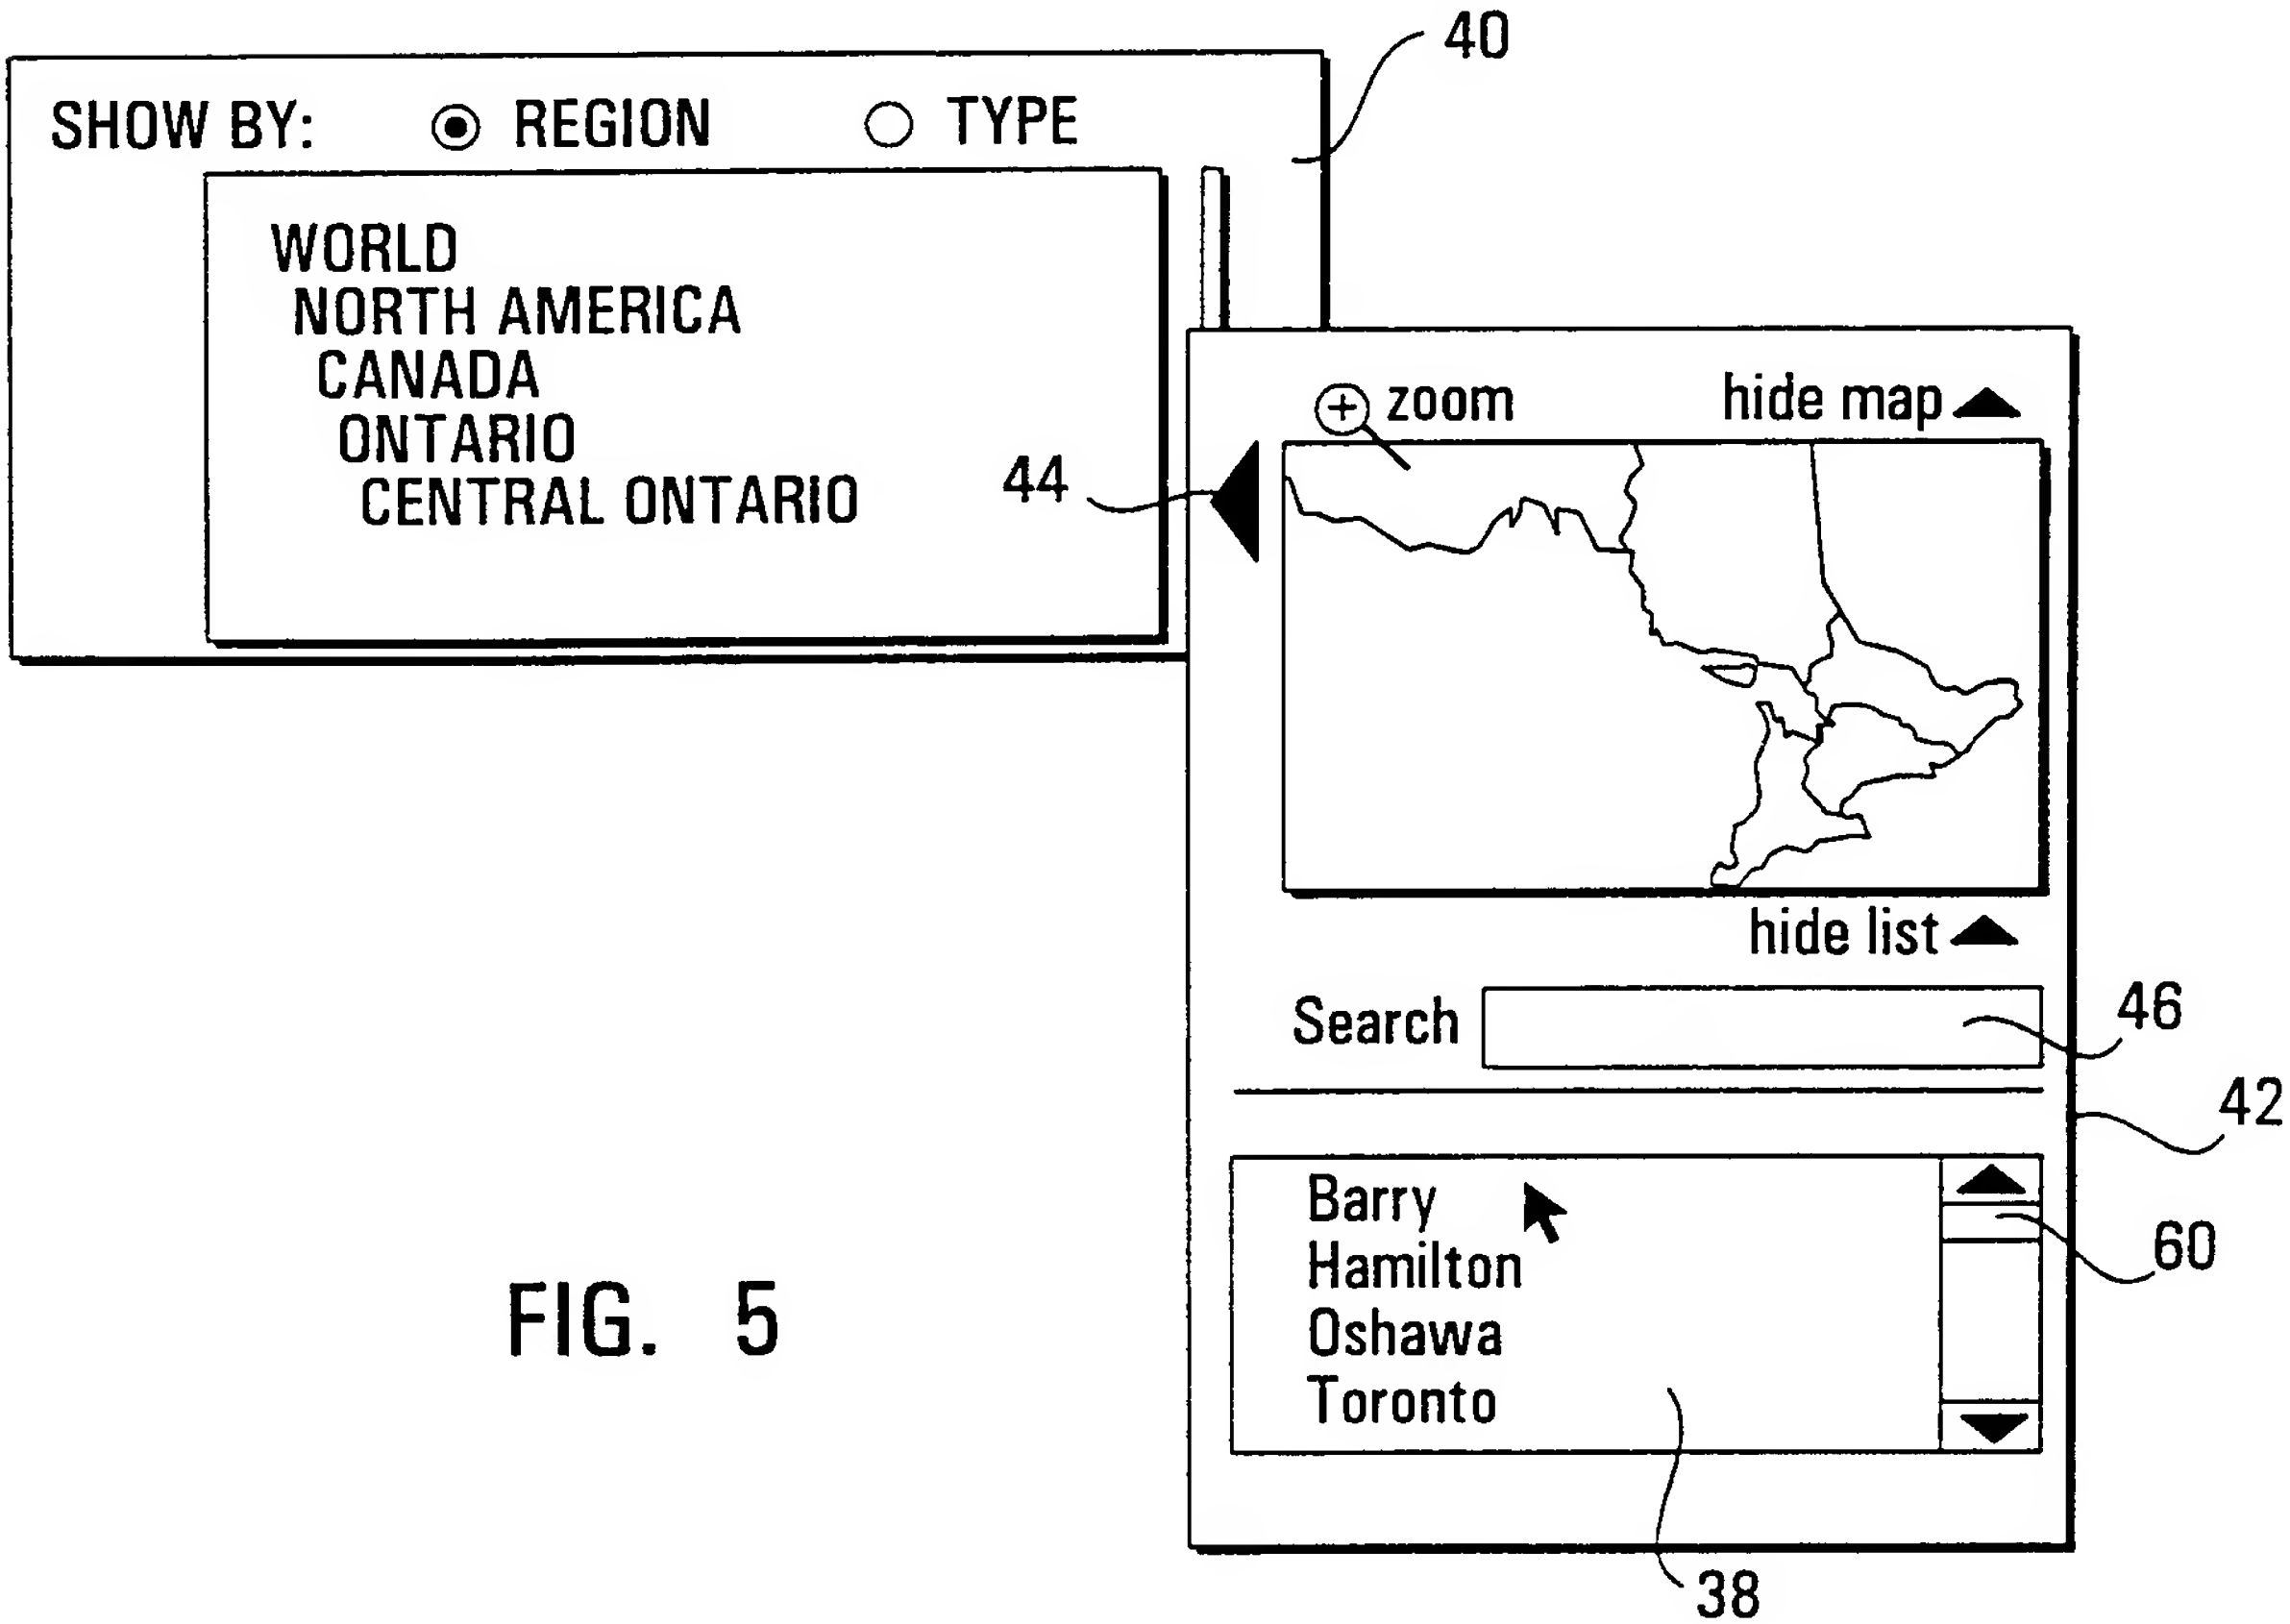 40
SHOW BY: REGION TYPE
WORLD
NORTH AMERICA
CANADA
ONTARIO
CENTRAL ONTARIO
44
zoom hide map
hide list
Search
46
42
Barry
Hamilton
Oshawa
Toronto
60
38
FIG. 5